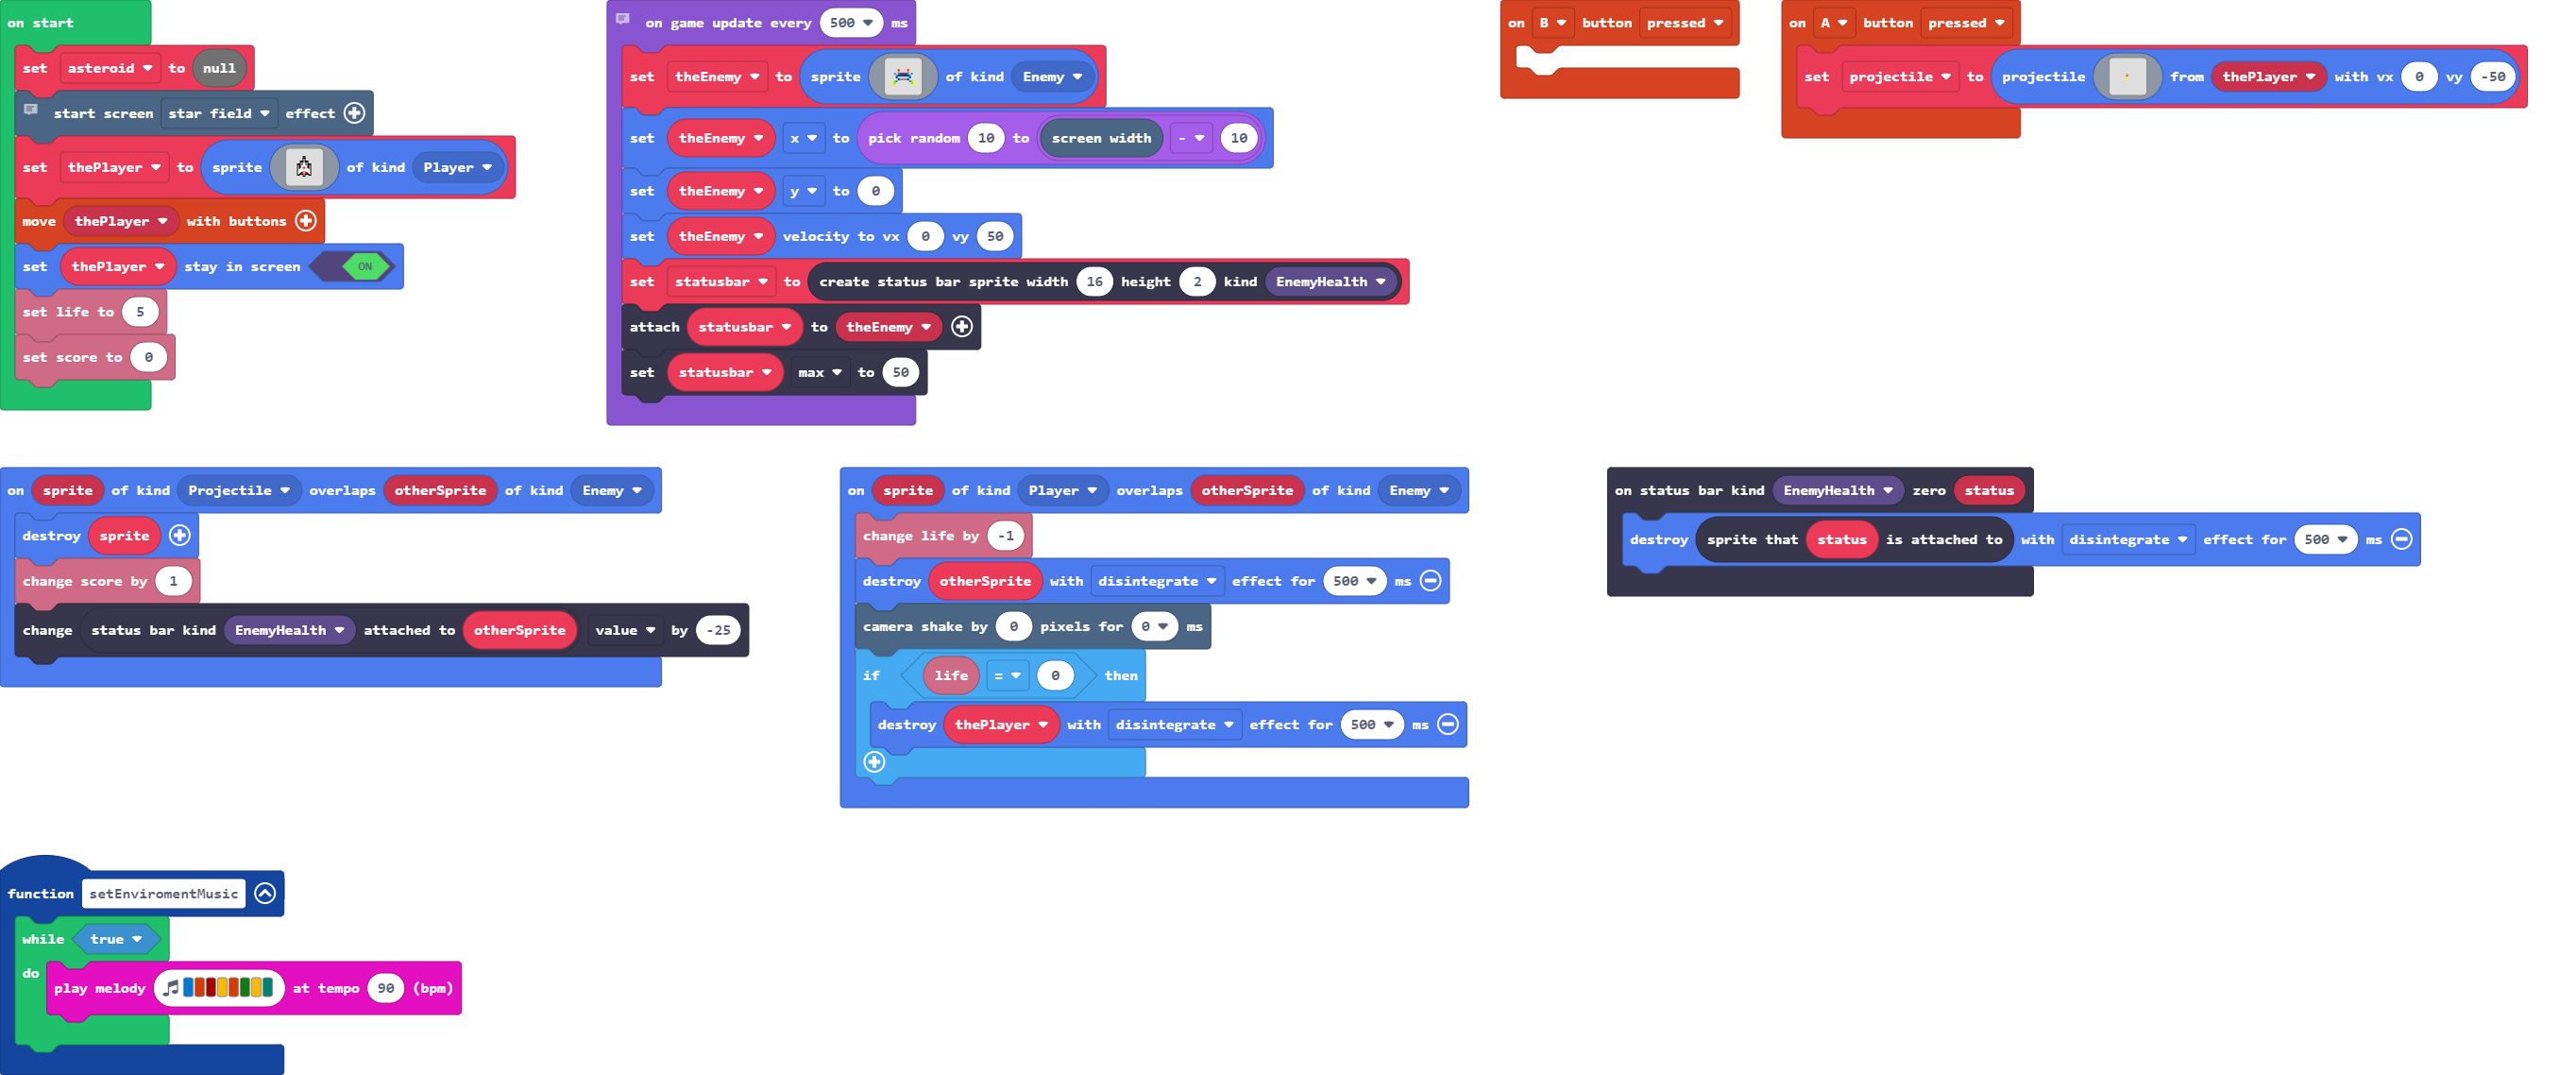 on start
set asteroid to null
start screen star field effect
set thePlayer to sprite of kind Player
move thePlayer with buttons
set thePlayer stay in screen ON
set life to 5
set score to 0
on game update every 500 ms
set theEnemy to sprite of kind Enemy
set theEnemy x to pick random 10 to screen width - 10
set theEnemy y to 0
set theEnemy velocity to vx 0 vy 50
set statusbar to create status bar sprite width 16 height 2 kind EnemyHealth
attach statusbar to theEnemy
set statusbar max to 50
on B button pressed
on A button pressed
set projectile to projectile from thePlayer with vx 0 vy -50
on sprite of kind Projectile overlaps otherSprite of kind Enemy
destroy sprite
change score by 1
change status bar kind EnemyHealth attached to otherSprite value by -25
on sprite of kind Player overlaps otherSprite of kind Enemy
change life by -1
destroy otherSprite with disintegrate effect for 500 ms
camera shake by 0 pixels for 0 ms
if life = 0 then
destroy thePlayer with disintegrate effect for 500 ms
on status bar kind EnemyHealth zero status
destroy sprite that status is attached to with disintegrate effect for 500 ms
function setEnviromentMusic
while true
do
play melody at tempo 90 (bpm)